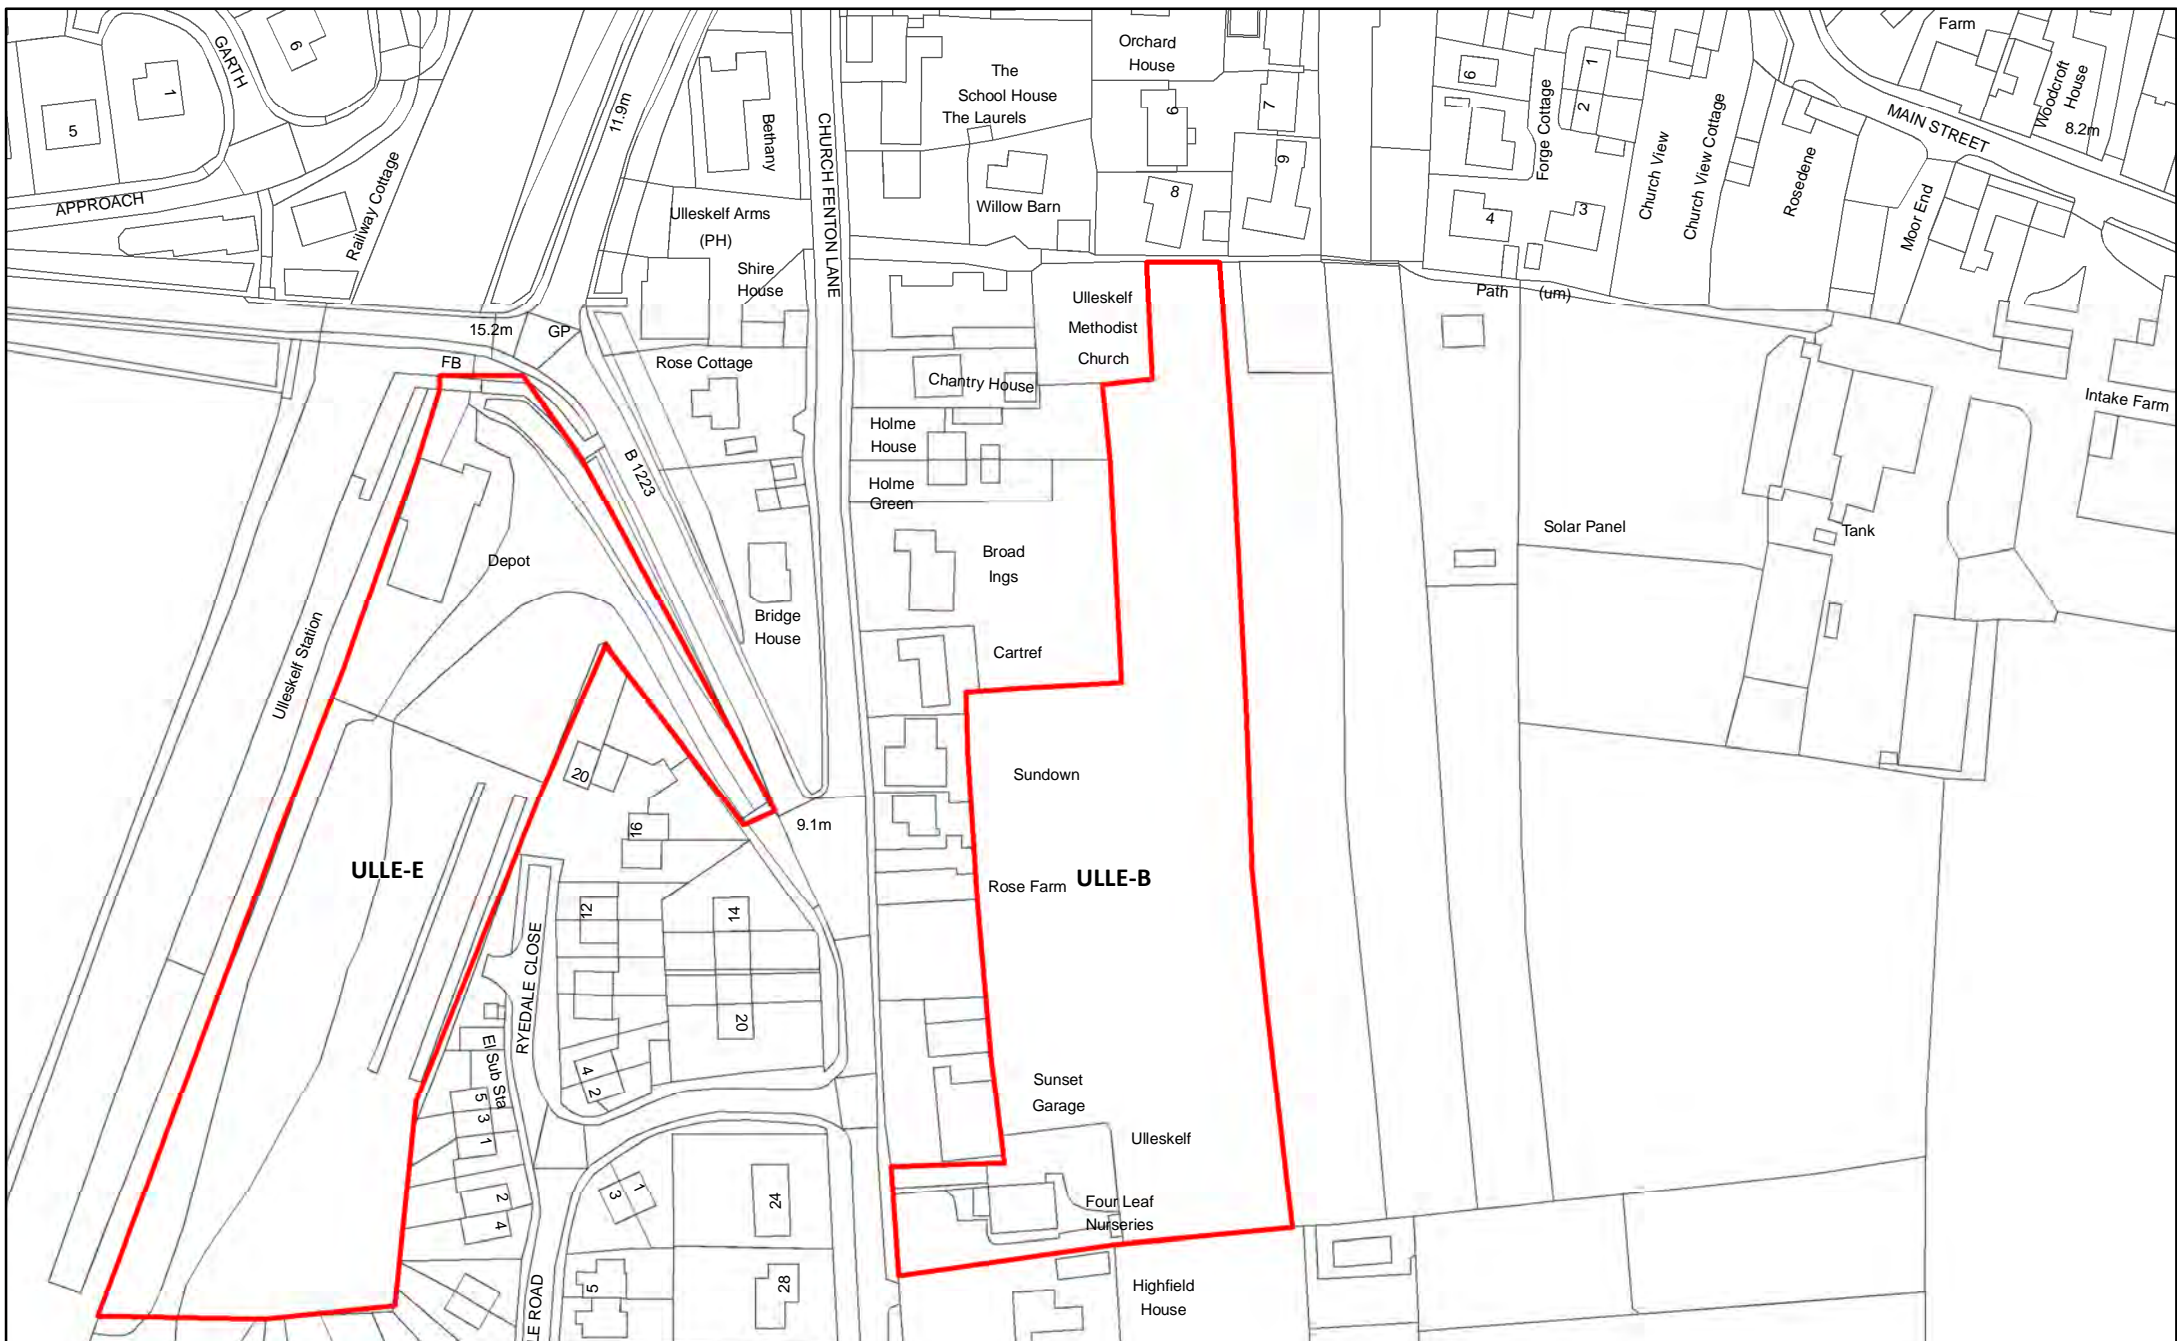 GARTH
6
1
5
APPROACH
Railway Cottage
11.9m
Bethany
CHURCH FENTON LANE
The
School House
The Laurels
Orchard
House
6
7
9
8
Willow Barn
6
Forge Cottage
1
2
4
3
Church View
Church View Cottage
Rosedene
Moor End
MAIN STREET
Farm
Woodcroft
House
8.2m
Ulleskelf Arms
(PH)
Shire
House
15.2m
GP
FB
Rose Cottage
B 1223
Ulleskelf
Methodist
Church
Path (um)
Chantry House
Holme
House
Holme
Green
Intake Farm
Solar Panel
Tank
Depot
Broad
Ings
Bridge
House
Ulleskelf Station
Cartref
20
Sundown
16
9.1m
ULLE-E
Rose Farm
ULLE-B
12
14
RYEDALE CLOSE
20
El Sub Sta
4
2
5
3
1
Sunset
Garage
Ulleskelf
2
4
3
1
24
Four Leaf
Nurseries
5
28
LE ROAD
Highfield
House